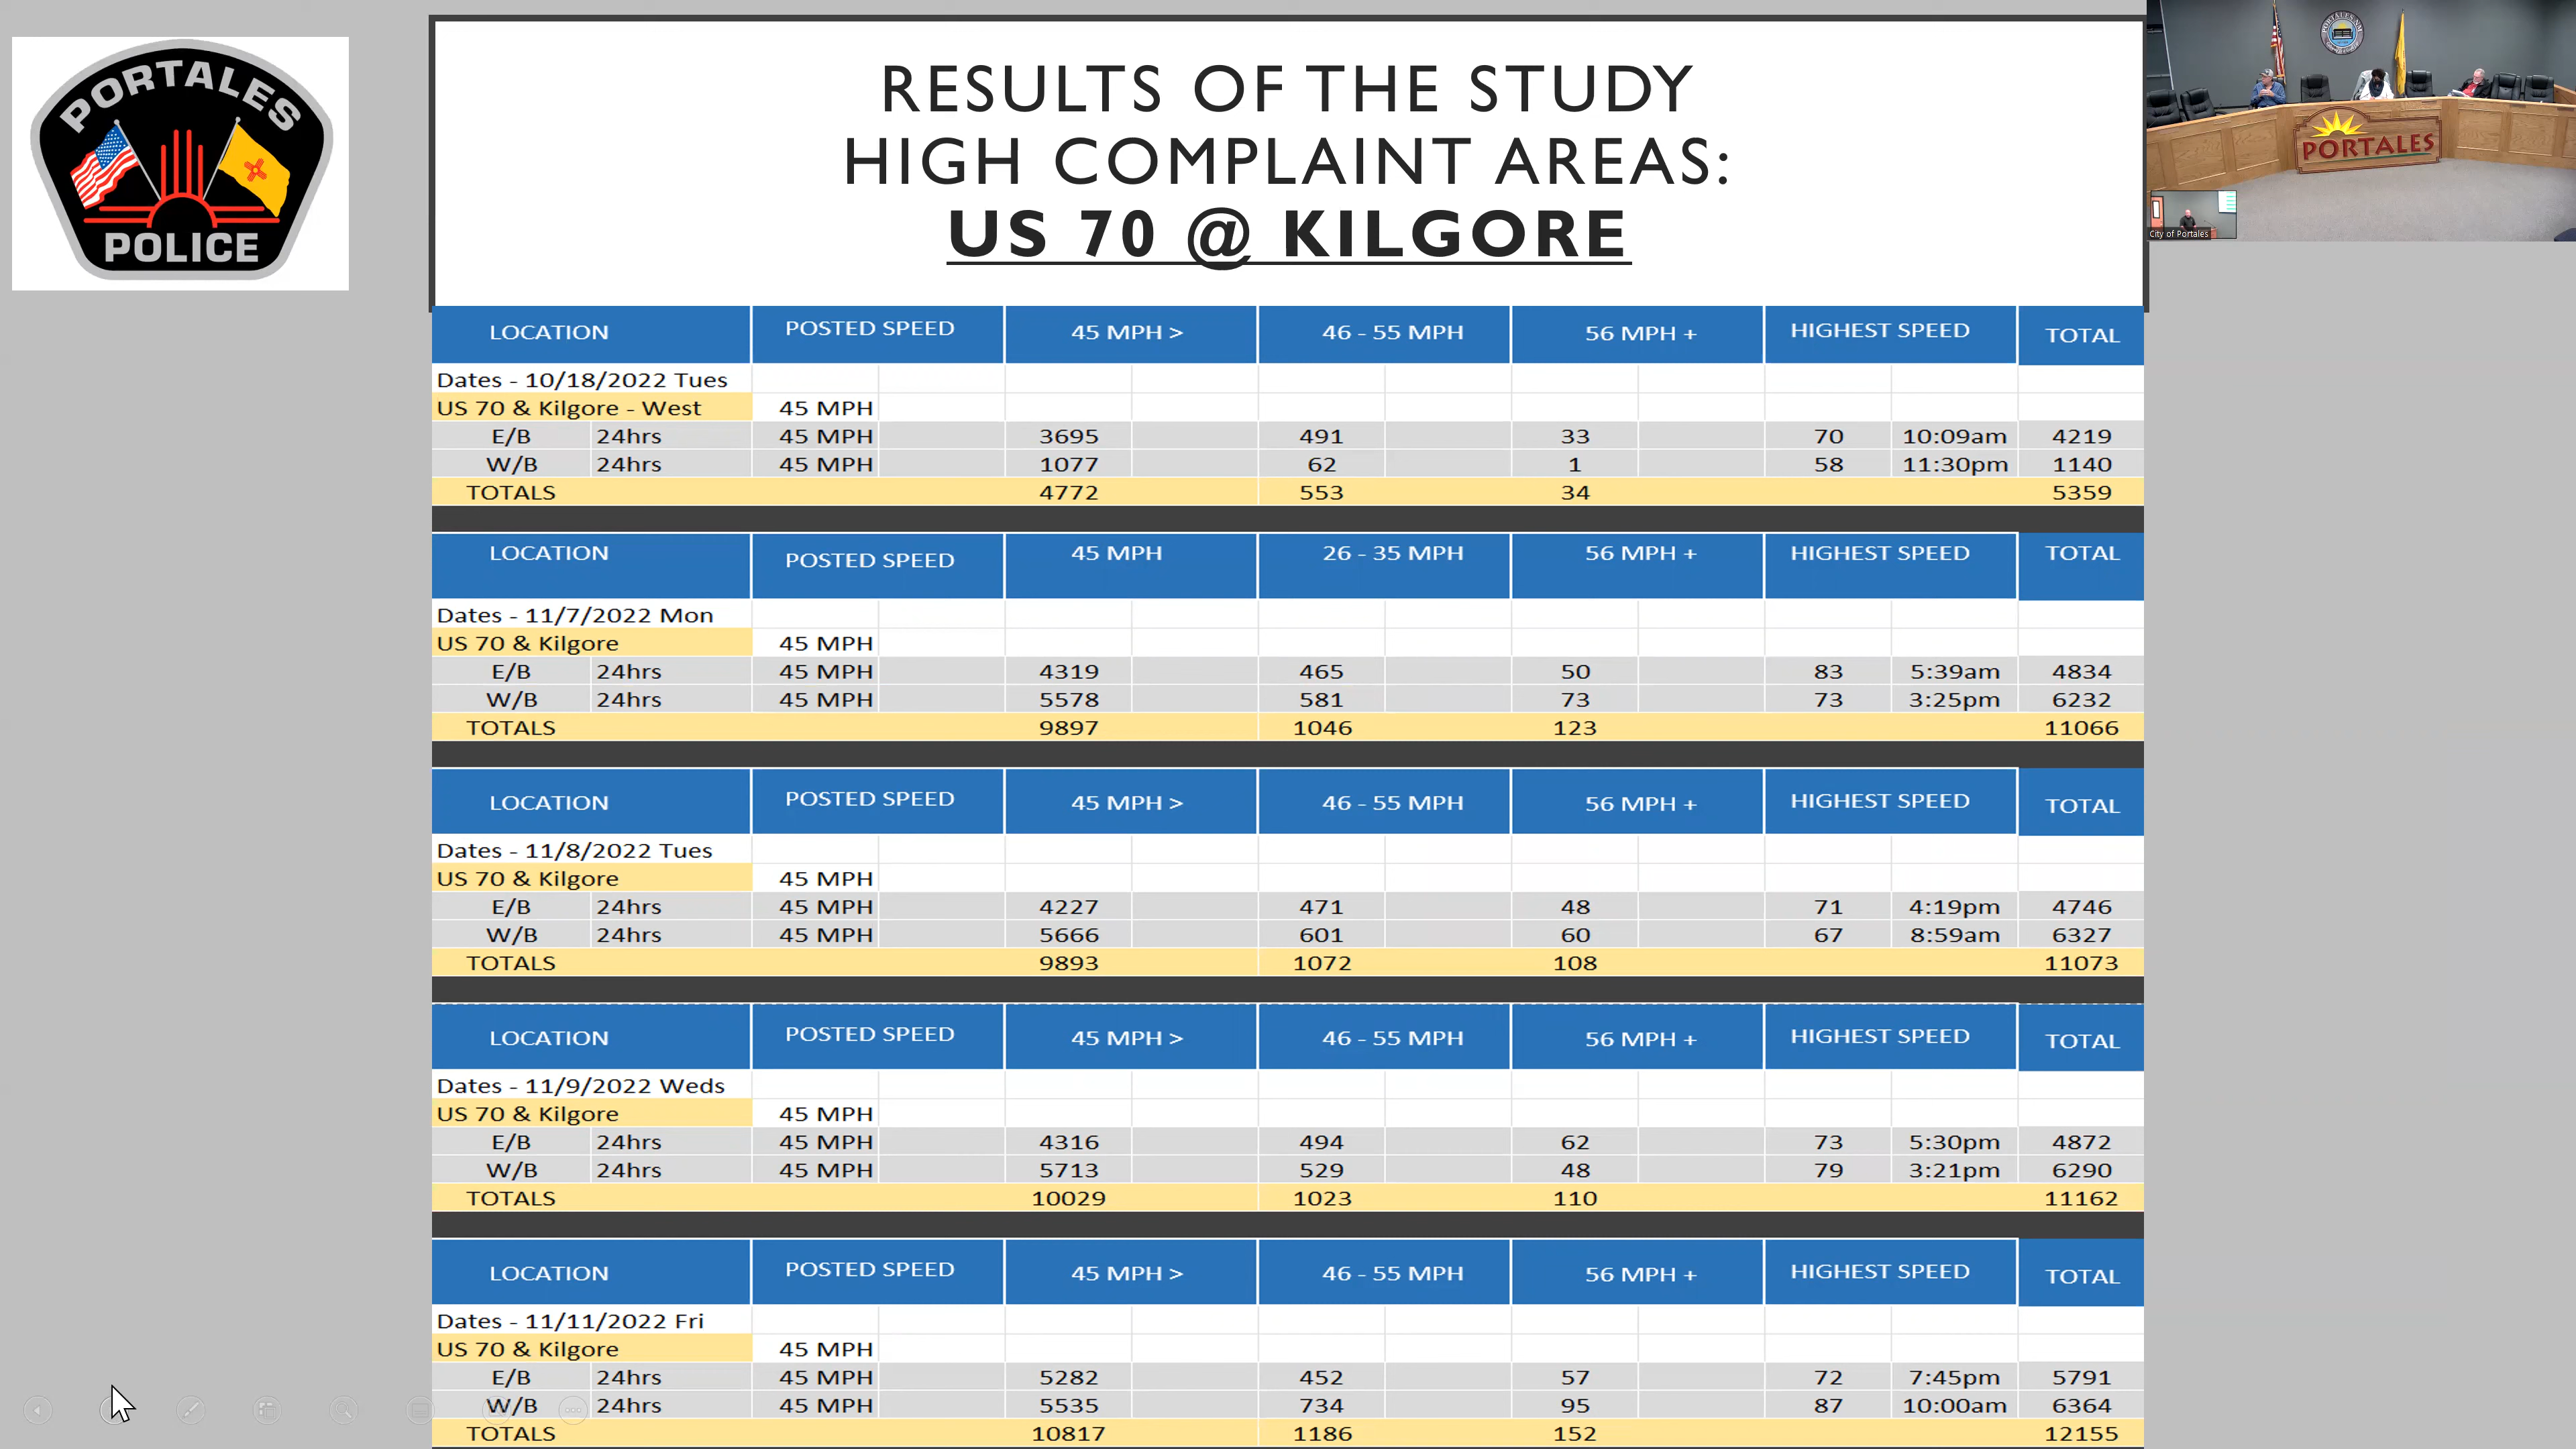 PORTALES
POLICE
RESULTS OF THE STUDY
HIGH COMPLAINT AREAS:
US 70 @ KILGORE
PORTALES
City of Portales
LOCATION POSTED SPEED 45 MPH > 46 - 55 MPH 56 MPH + HIGHEST SPEED TOTAL
Dates - 10/18/2022 Tues
US 70 & Kilgore - West 45 MPH
E/B 24hrs 45 MPH 3695 491 33 70 10:09am 4219
W/B 24hrs 45 MPH 1077 62 1 58 11:30pm 1140
TOTALS 4772 553 34 5359
LOCATION POSTED SPEED 45 MPH 26 - 35 MPH 56 MPH + HIGHEST SPEED TOTAL
Dates - 11/7/2022 Mon
US 70 & Kilgore 45 MPH
E/B 24hrs 45 MPH 4319 465 50 83 5:39am 4834
W/B 24hrs 45 MPH 5578 581 73 73 3:25pm 6232
TOTALS 9897 1046 123 11066
LOCATION POSTED SPEED 45 MPH > 46 - 55 MPH 56 MPH + HIGHEST SPEED TOTAL
Dates - 11/8/2022 Tues
US 70 & Kilgore 45 MPH
E/B 24hrs 45 MPH 4227 471 48 71 4:19pm 4746
W/B 24hrs 45 MPH 5666 601 60 67 8:59am 6327
TOTALS 9893 1072 108 11073
LOCATION POSTED SPEED 45 MPH > 46 - 55 MPH 56 MPH + HIGHEST SPEED TOTAL
Dates - 11/9/2022 Weds
US 70 & Kilgore 45 MPH
E/B 24hrs 45 MPH 4316 494 62 73 5:30pm 4872
W/B 24hrs 45 MPH 5713 529 48 79 3:21pm 6290
TOTALS 10029 1023 110 11162
LOCATION POSTED SPEED 45 MPH > 46 - 55 MPH 56 MPH + HIGHEST SPEED TOTAL
Dates - 11/11/2022 Fri
US 70 & Kilgore 45 MPH
E/B 24hrs 45 MPH 5282 452 57 72 7:45pm 5791
W/B 24hrs 45 MPH 5535 734 95 87 10:00am 6364
TOTALS 10817 1186 152 12155